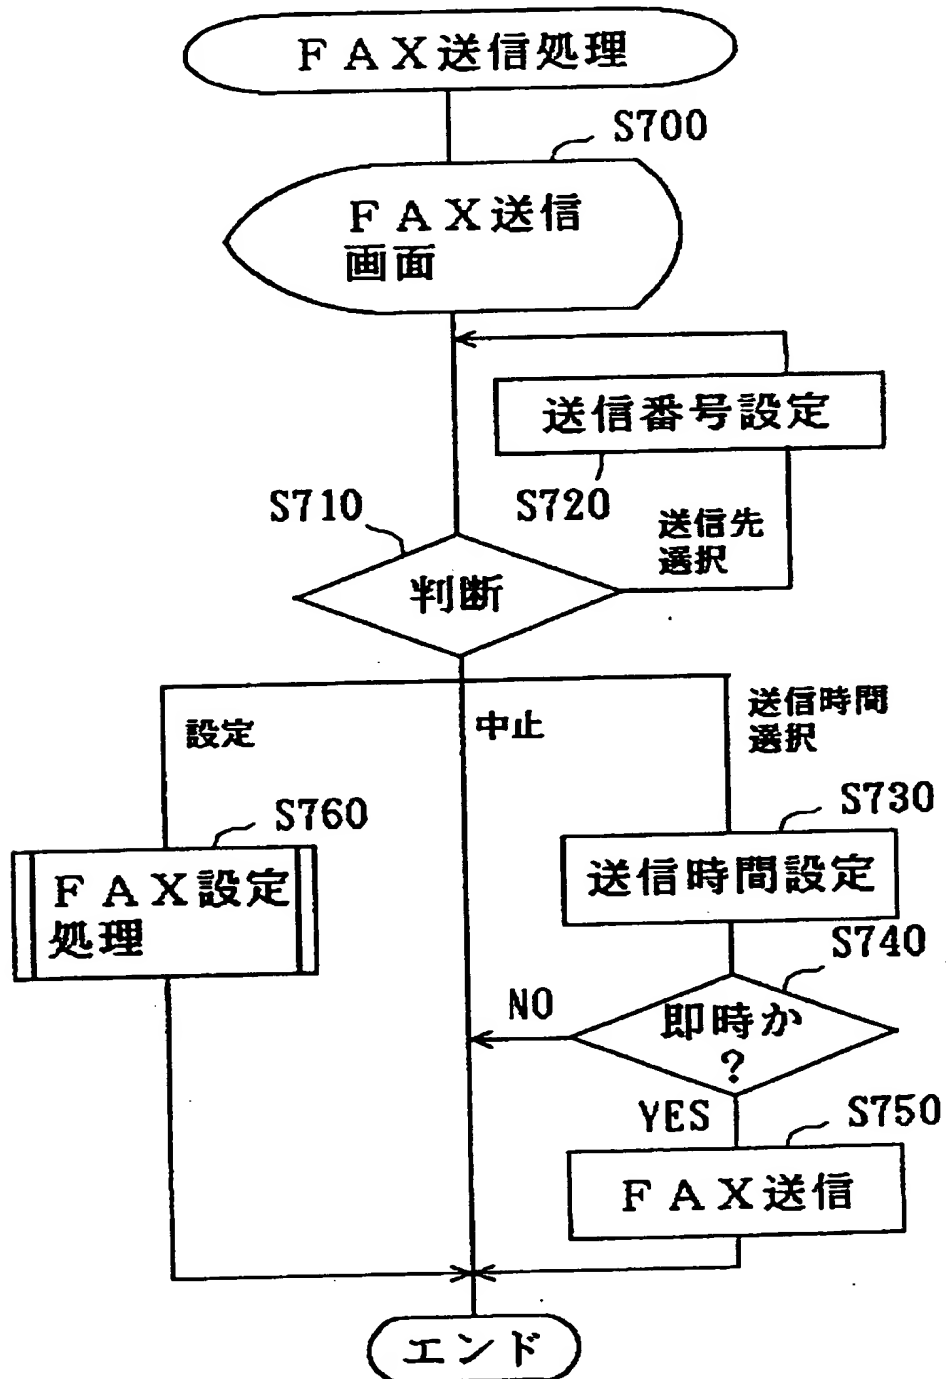 FAX送信処理
S700
FAX送信
画面
送信番号設定
S720
S710
送信先
選択
判断
設定
中止
送信時間
選択
S760
S730
FAX設定
処理
送信時間設定
S740
NO
即時か
?
YES
S750
FAX送信
エンド